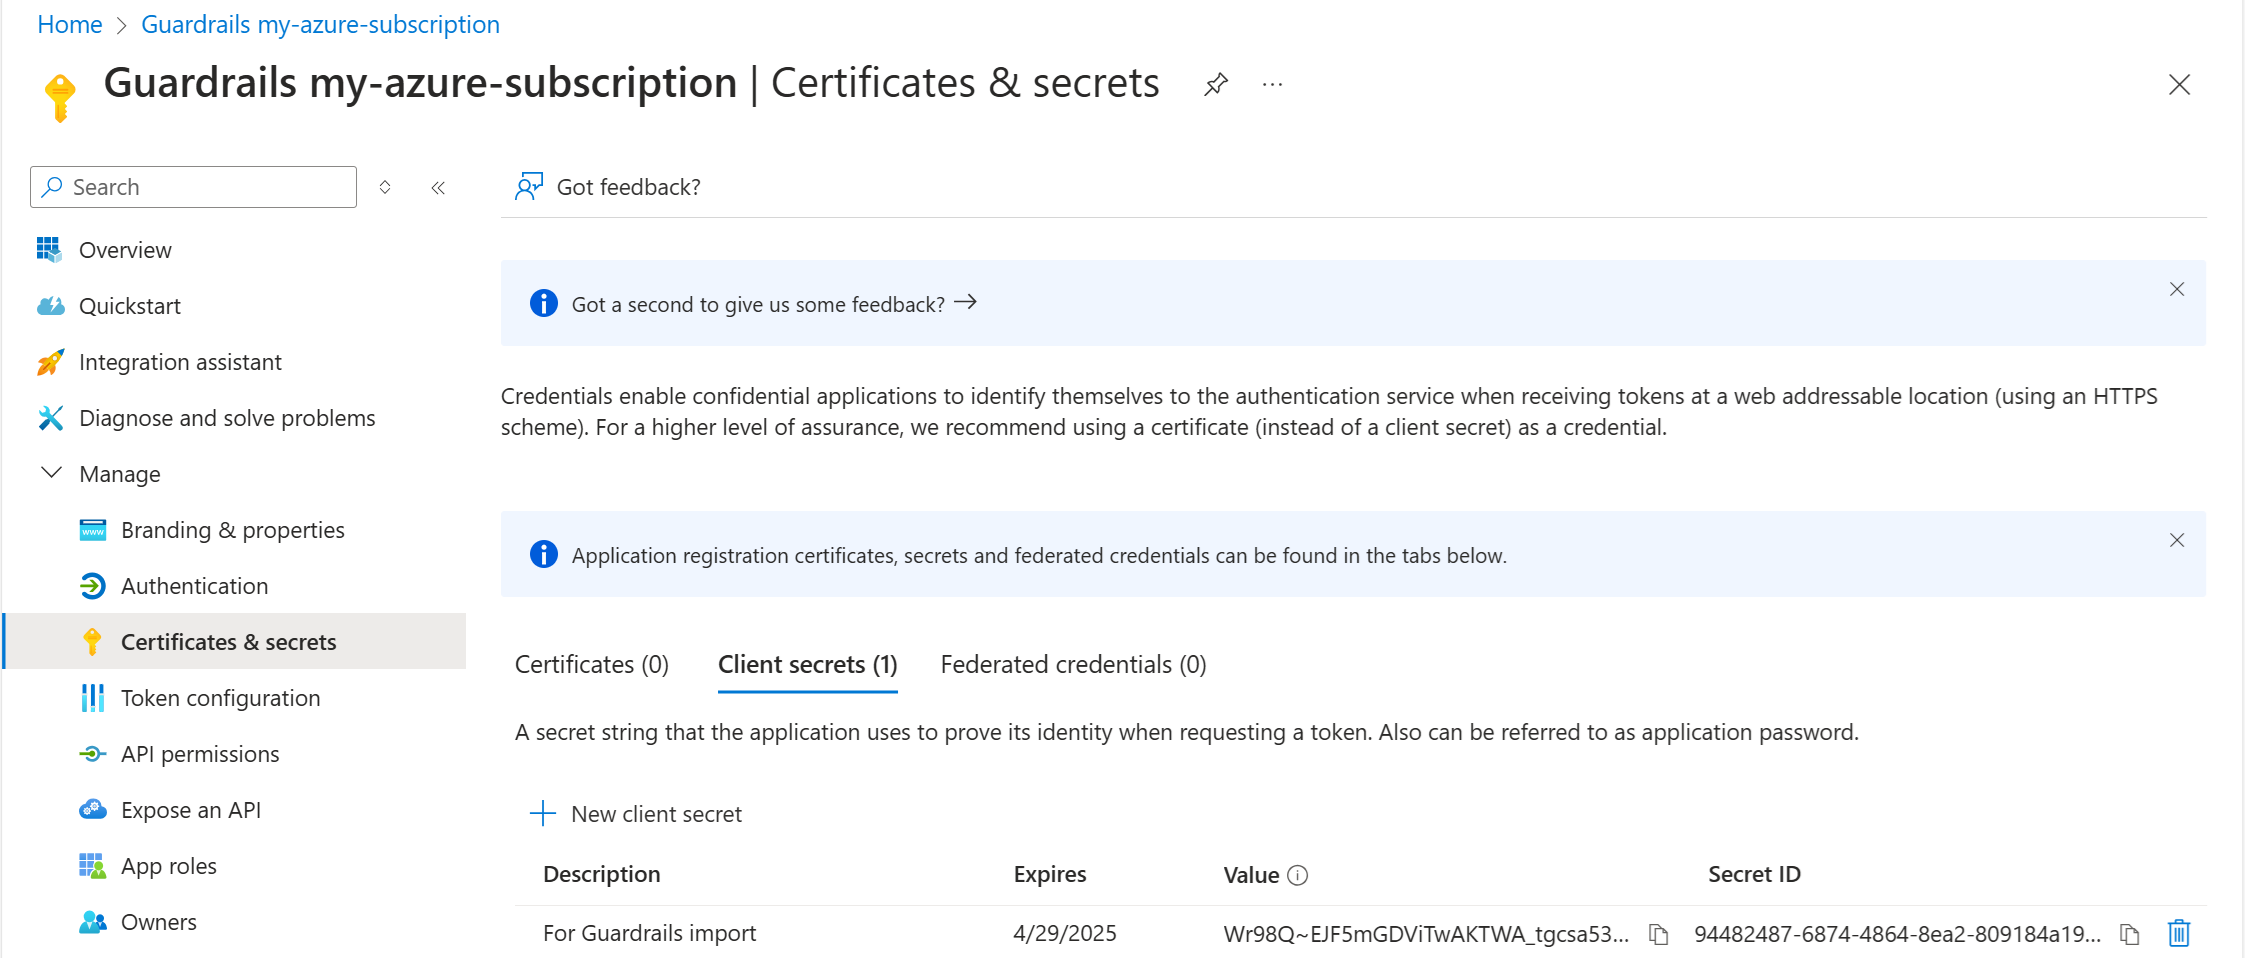 Home > Guardrails my-azure-subscription
Guardrails my-azure-subscription | Certificates & secrets
Search
Overview
Quickstart
Integration assistant
Diagnose and solve problems
Manage
Branding & properties
Authentication
Certificates & secrets
Token configuration
API permissions
Expose an API
App roles
Owners
Got feedback?
Got a second to give us some feedback? →
Credentials enable confidential applications to identify themselves to the authentication service when receiving tokens at a web addressable location (using an HTTPS
scheme). For a higher level of assurance, we recommend using a certificate (instead of a client secret) as a credential.
Application registration certificates, secrets and federated credentials can be found in the tabs below.
Certificates (0) Client secrets (1) Federated credentials (0)
A secret string that the application uses to prove its identity when requesting a token. Also can be referred to as application password.
New client secret
Description Expires Value Secret ID
For Guardrails import 4/29/2025 Wr98Q~EJF5mGDViTwAKTWA_tgcsa53... 94482487-6874-4864-8ea2-809184a19...